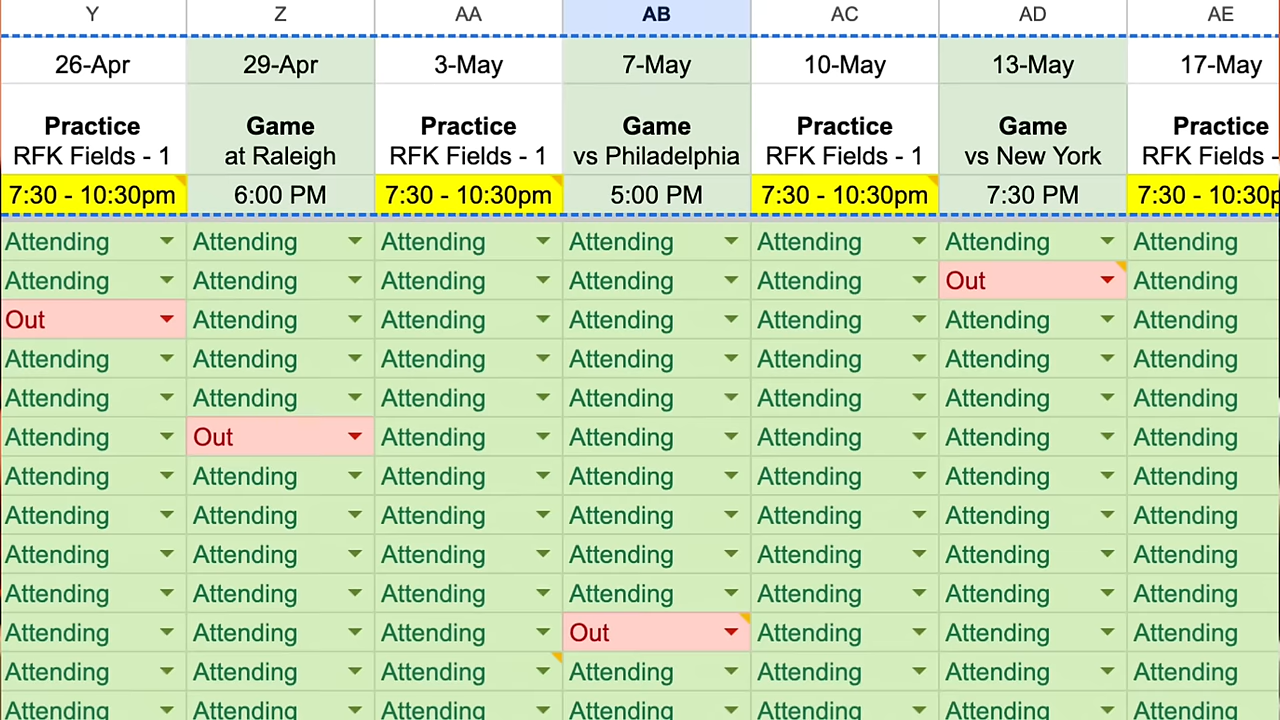 Y Z AA AB AC AD AE
26-Apr 29-Apr 3-May 7-May 10-May 13-May 17-May
Practice Game Practice Game Practice Game Practice
RFK Fields - 1 at Raleigh RFK Fields - 1 vs Philadelphia RFK Fields - 1 vs New York RFK Fields -
7:30 - 10:30pm 6:00 PM 7:30 - 10:30pm 5:00 PM 7:30 - 10:30pm 7:30 PM 7:30 - 10:30p
Attending Attending Attending Attending Attending Attending Attending
Attending Attending Attending Attending Attending Out Attending
Out Attending Attending Attending Attending Attending Attending
Attending Attending Attending Attending Attending Attending Attending
Attending Attending Attending Attending Attending Attending Attending
Attending Out Attending Attending Attending Attending Attending
Attending Attending Attending Attending Attending Attending Attending
Attending Attending Attending Attending Attending Attending Attending
Attending Attending Attending Attending Attending Attending Attending
Attending Attending Attending Attending Attending Attending Attending
Attending Attending Attending Out Attending Attending Attending
Attending Attending Attending Attending Attending Attending Attending
Attending Attending Attending Attending Attending Attending Attending